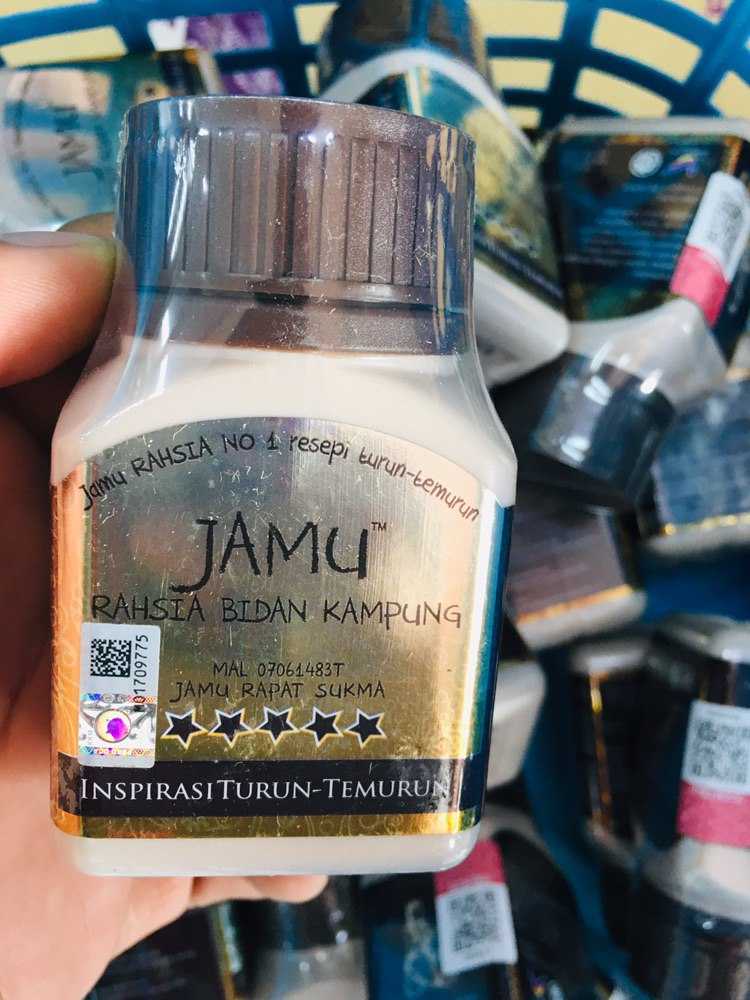 Jamu RAHSIA NO 1 resepi turun-temurun
JAMU™
RAHSIA BIDAN KAMPUNG
MAL 07061483T
JAMU RAPAT SUKMA
INSPIRASI TURUN-TEMURUN
1709775